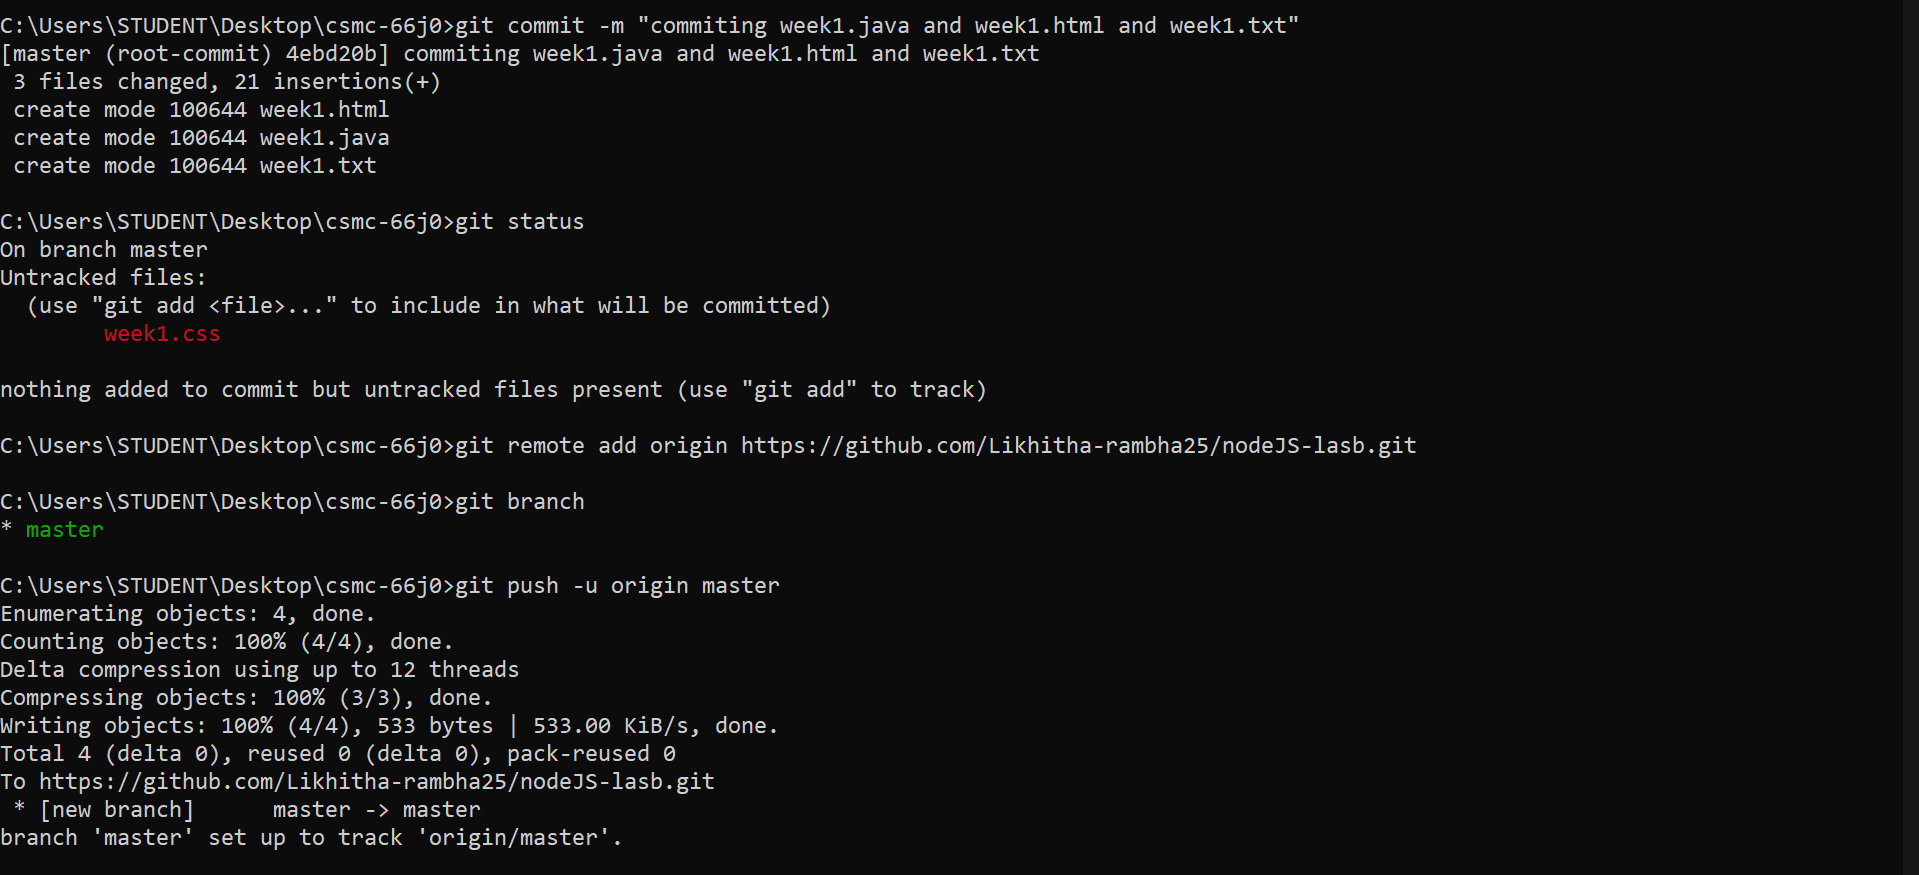 C:\Users\STUDENT\Desktop\csmc-66j0>git commit -m "commiting week1.java and week1.html and week1.txt"
[master (root-commit) 4ebd20b] commiting week1.java and week1.html and week1.txt
 3 files changed, 21 insertions(+)
 create mode 100644 week1.html
 create mode 100644 week1.java
 create mode 100644 week1.txt
C:\Users\STUDENT\Desktop\csmc-66j0>git status
On branch master
Untracked files:
  (use "git add <file>..." to include in what will be committed)
        week1.css
nothing added to commit but untracked files present (use "git add" to track)
C:\Users\STUDENT\Desktop\csmc-66j0>git remote add origin https://github.com/Likhitha-rambha25/nodeJS-lasb.git
C:\Users\STUDENT\Desktop\csmc-66j0>git branch
* master
C:\Users\STUDENT\Desktop\csmc-66j0>git push -u origin master
Enumerating objects: 4, done.
Counting objects: 100% (4/4), done.
Delta compression using up to 12 threads
Compressing objects: 100% (3/3), done.
Writing objects: 100% (4/4), 533 bytes | 533.00 KiB/s, done.
Total 4 (delta 0), reused 0 (delta 0), pack-reused 0
To https://github.com/Likhitha-rambha25/nodeJS-lasb.git
 * [new branch]      master -> master
branch 'master' set up to track 'origin/master'.